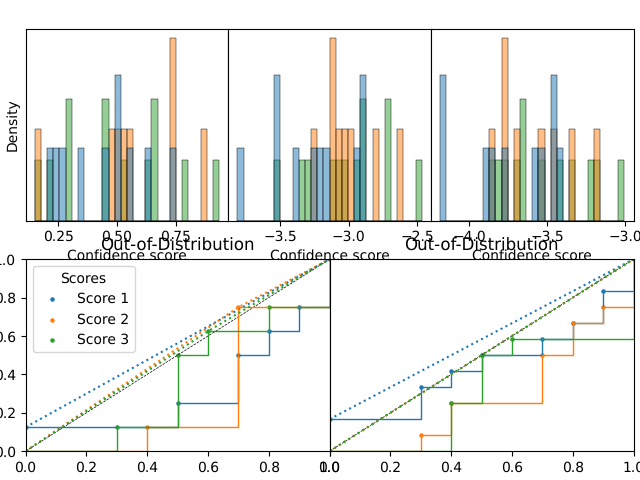 Density
0.25 0.50 0.75 −3.5 −3.0 −2.5 −4.0 −3.5 −3.0
Confidence score Confidence score Confidence score
Out-of-Distribution Out-of-Distribution
Scores
Score 1
Score 2
Score 3
1.0
0.8
0.6
0.4
0.2
0.0
0.0 0.2 0.4 0.6 0.8 1.0 0.0 0.2 0.4 0.6 0.8 1.0